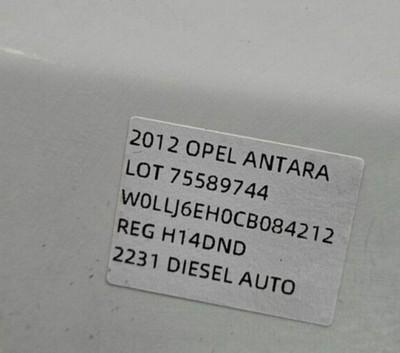 2012 OPEL ANTARA
LOT 75589744
W0LLJ6EH0CB084212
REG H14DND
2231 DIESEL AUTO